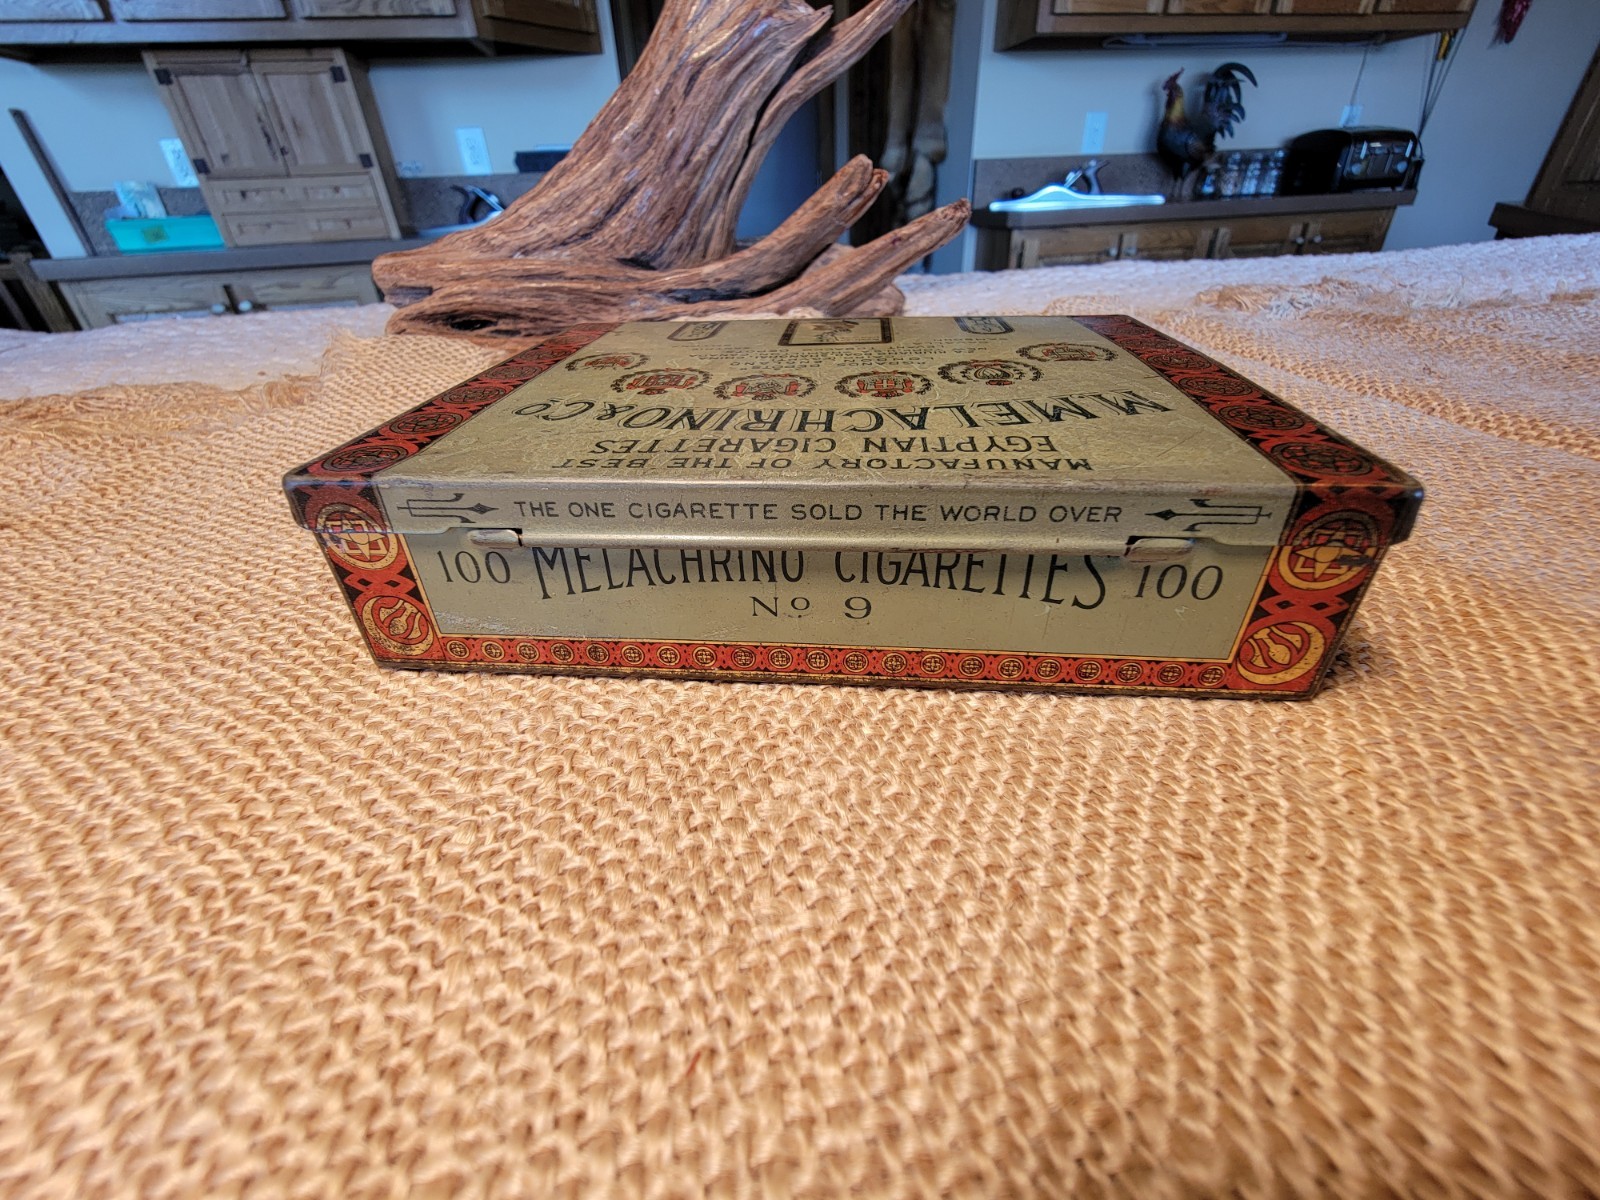 MANUFACTORY OF THE BEST
EGYPTIAN CIGARETTES
M. MELACHRINO & Co
THE ONE CIGARETTE SOLD THE WORLD OVER
100 MELACHRINO CIGARETTES 100
No 9